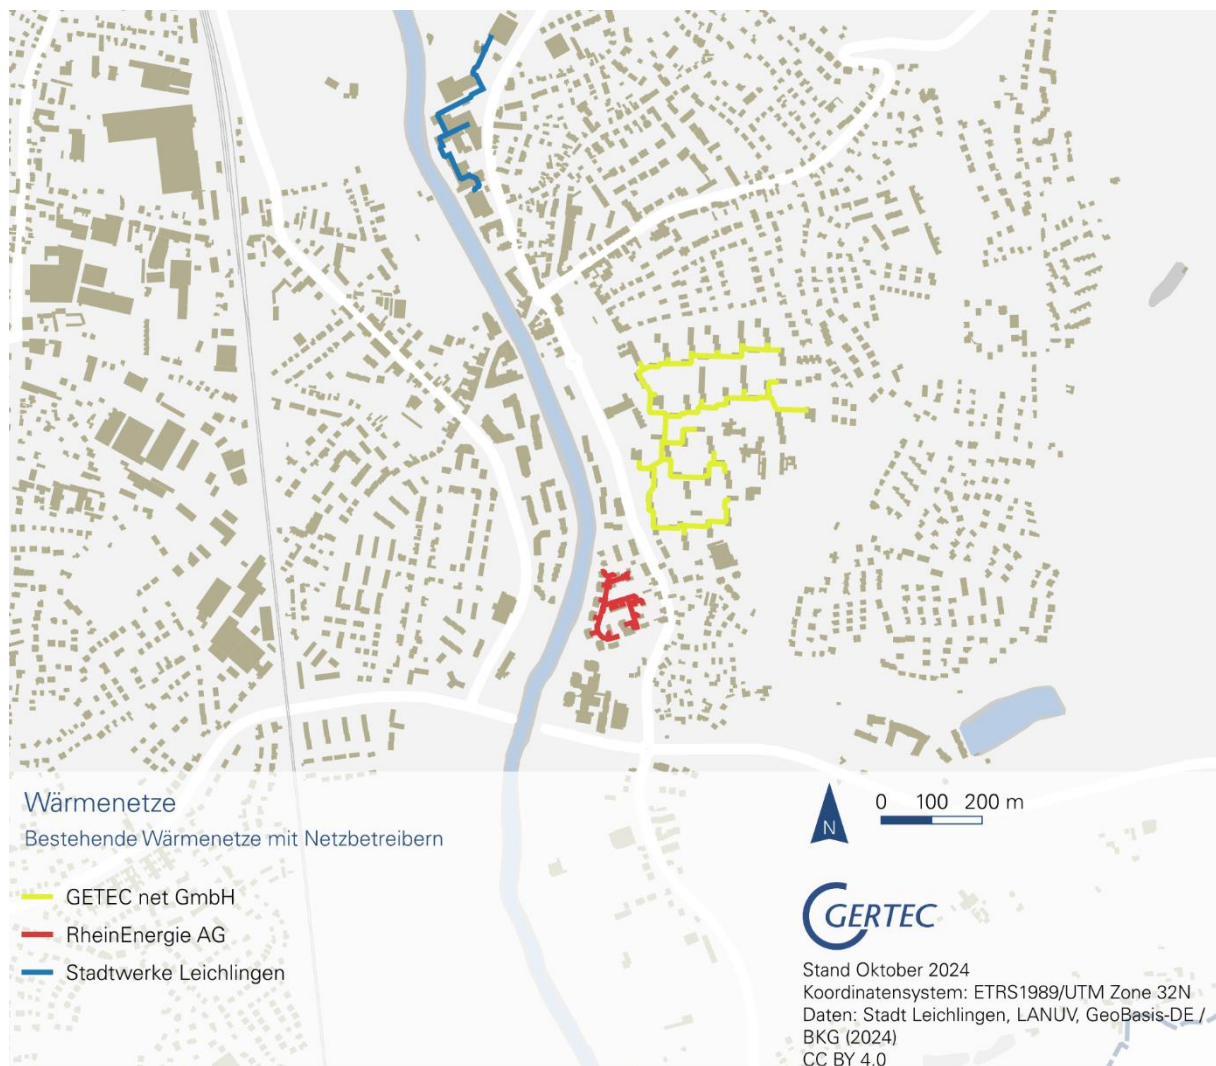 Wärmenetze
Bestehende Wärmenetze mit Netzbetreibern
GETEC net GmbH
RheinEnergie AG
Stadtwerke Leichlingen
0 100 200 m
N
GERTEC
Stand Oktober 2024
Koordinatensystem: ETRS1989/UTM Zone 32N
Daten: Stadt Leichlingen, LANUV, GeoBasis-DE /
BKG (2024)
CC BY 4.0